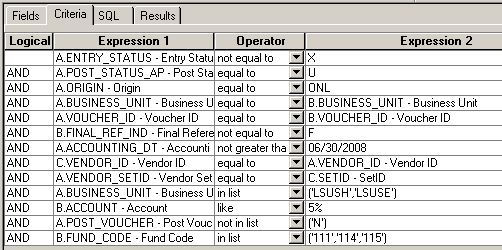 Fields Criteria SQL Results
Logical Expression 1 Operator Expression 2
A.ENTRY_STATUS - Entry Statu not equal to X
AND A.POST_STATUS_AP - Post Sta equal to U
AND A.ORIGIN - Origin equal to ONL
AND A.BUSINESS_UNIT - Business U equal to B.BUSINESS_UNIT - Business Unit
AND A.VOUCHER_ID - Voucher ID equal to B.VOUCHER_ID - Voucher ID
AND B.FINAL_REF_IND - Final Refere not equal to F
AND A.ACCOUNTING_DT - Accounti not greater tha 06/30/2008
AND C.VENDOR_ID - Vendor ID equal to A.VENDOR_ID - Vendor ID
AND A.VENDOR_SETID - Vendor Set equal to C.SETID - SetID
AND A.BUSINESS_UNIT - Business U in list ('LSUSH','LSUSE')
AND B.ACCOUNT - Account like 5%
AND A.POST_VOUCHER - Post Vouc not in list ('N')
AND B.FUND_CODE - Fund Code in list ('111','114','115')